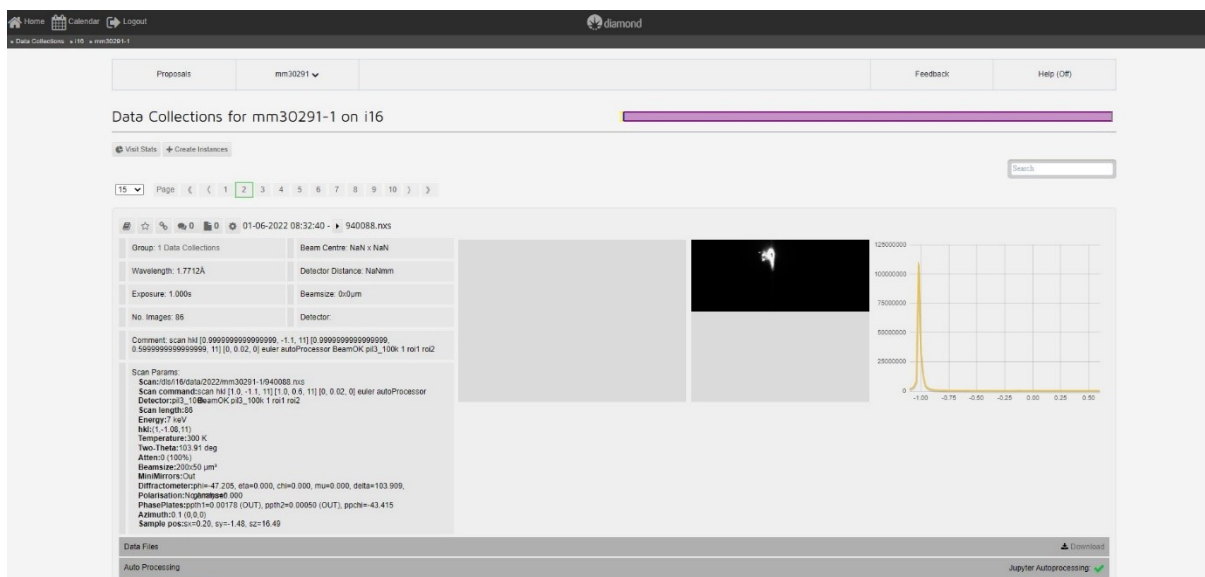 Home Calendar Logout
diamond
» Data Collections » i16 » mm30291-1
Proposals mm30291 Feedback Help (Off)
Data Collections for mm30291-1 on i16
Visit Stats + Create Instances
Search
15 Page 1 2 3 4 5 6 7 8 9 10
0 0 01-06-2022 08:32:40 - 940088.nxs
Group: 1 Data Collections Beam Centre: NaN x NaN
Wavelength: 1.7712Å Detector Distance: NaNmm
Exposure: 1.000s Beamsize: 0x0μm
No. Images: 86 Detector:
Comment: scan hkl [0.9999999999999999, -1.1, 11] [0.9999999999999999,
0.5999999999999999, 11] [0, 0.02, 0] euler autoProcessor BeamOK pil3_100k 1 roi1 roi2
Scan Params:
Scan:/dls/i16/data/2022/mm30291-1/940088.nxs
Scan command:scan hkl [1.0, -1.1, 11] [1.0, 0.6, 11] [0, 0.02, 0] euler autoProcessor
BeamOK pil3_100k 1 roi1 roi2
Scan length:86
Energy:7 keV
hkl:(1,-1.08,11)
Temperature:300 K
Two-Theta:103.91 deg
Atten:0 (100%)
Beamsize:200x50 μm²
MiniMirrors:Out
Diffractometer:phi=-47.205, eta=0.000, chi=0.000, mu=0.000, delta=103.909,
Polarisation:
PhasePlates:ppth1=0.00178 (OUT), ppth2=0.00050 (OUT), ppchi=-43.415
Azimuth:0.1 (0,0,0)
Sample pos:sx=0.20, sy=-1.48, sz=16.49
125000000
100000000
75000000
50000000
25000000
0
-1.00 -0.75 -0.50 -0.25 0.00 0.25 0.50
Data Files Download
Auto Processing Jupyter Autoprocessing: